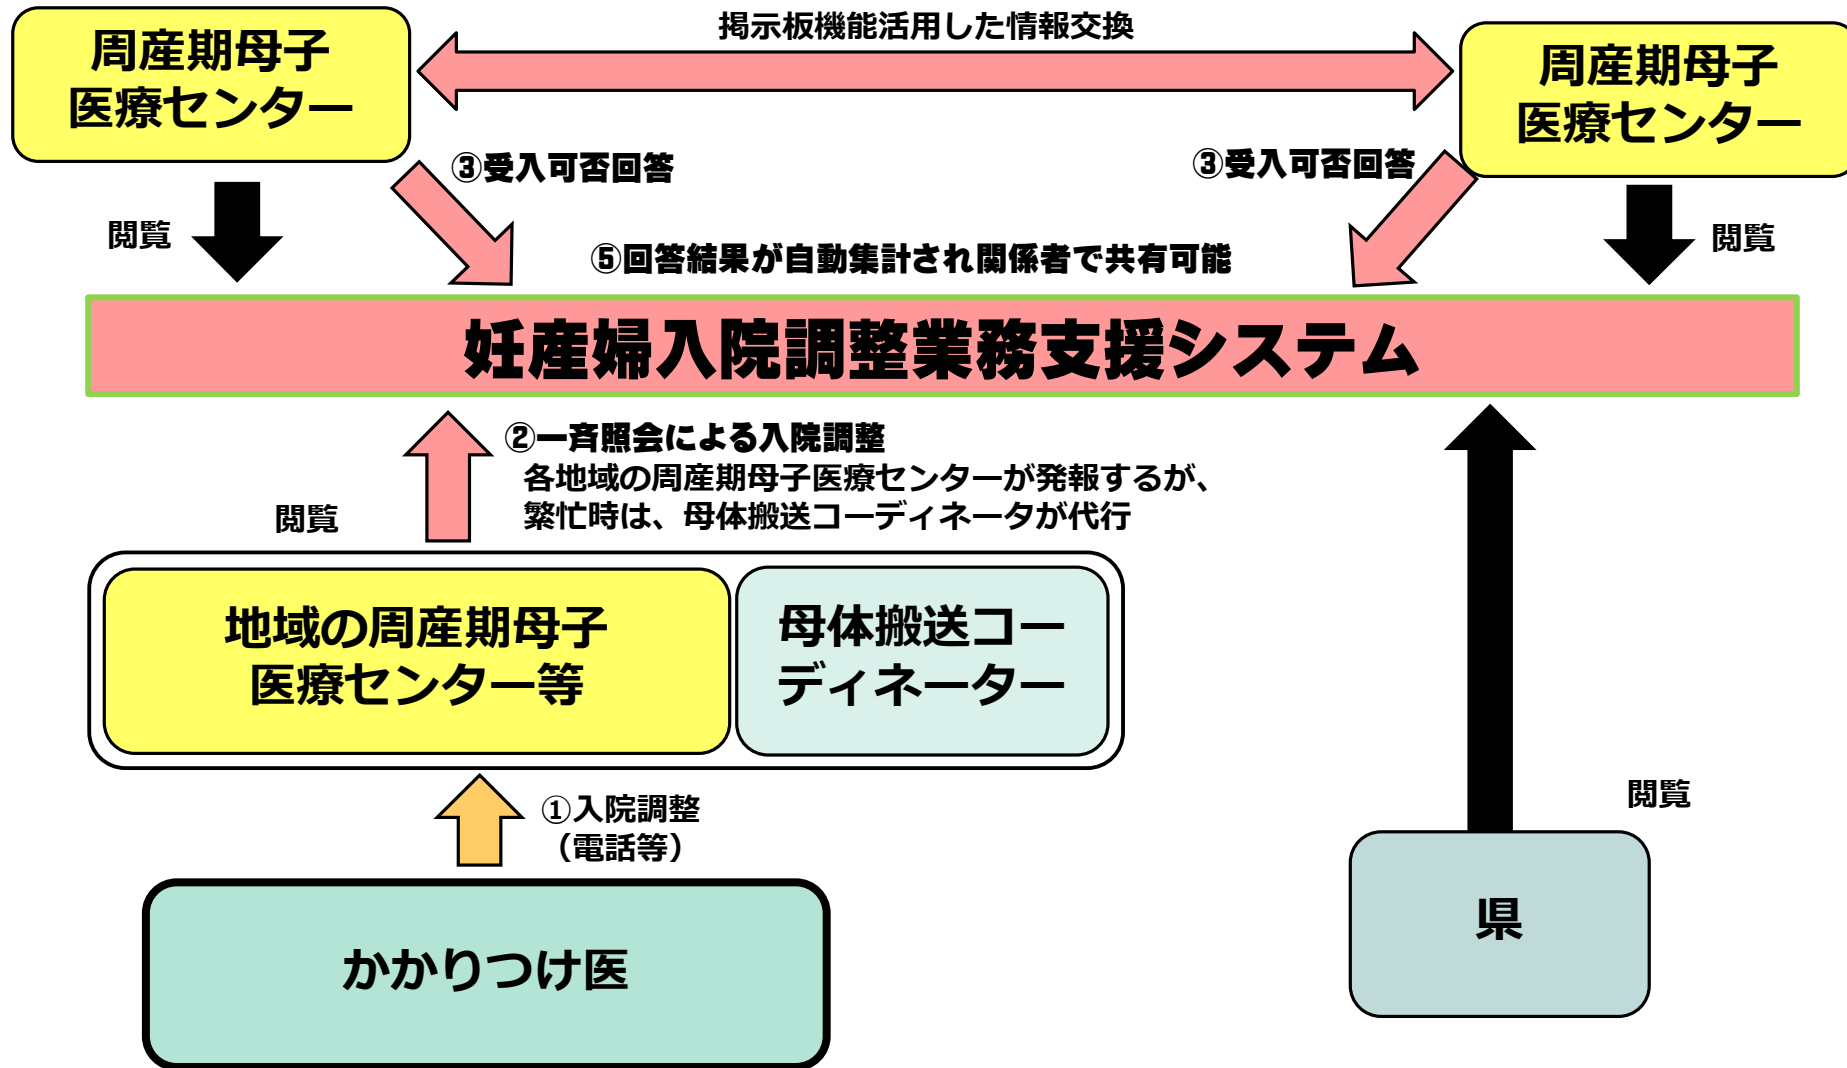 掲示板機能活用した情報交換
周産期母子
医療センター
周産期母子
医療センター
③受入可否回答
③受入可否回答
閲覧
閲覧
⑤回答結果が自動集計され関係者で共有可能
妊産婦入院調整業務支援システム
②一斉照会による入院調整
各地域の周産期母子医療センターが発報するが、
繁忙時は、母体搬送コーディネータが代行
閲覧
地域の周産期母子
医療センター等
母体搬送コー
ディネーター
①入院調整
（電話等）
閲覧
かかりつけ医
県